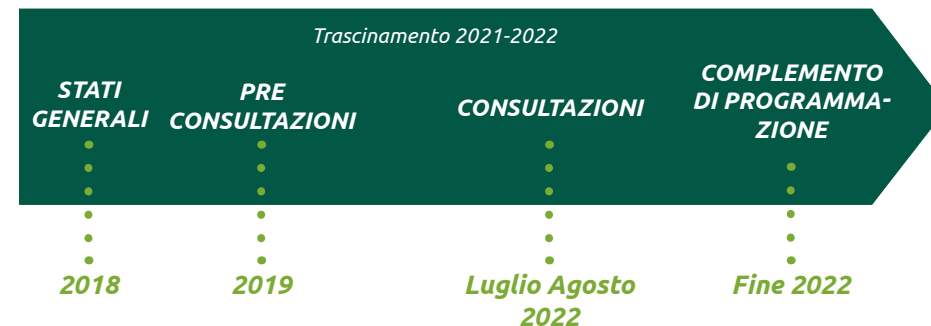 Trascinamento 2021-2022
STATI
GENERALI
PRE
CONSULTAZIONI
CONSULTAZIONI
COMPLEMENTO
DI PROGRAMMA-
ZIONE
2018
2019
Luglio Agosto
2022
Fine 2022